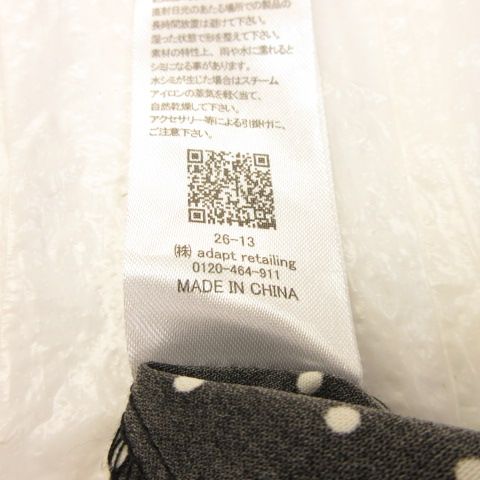 直射日光のあたる場所での製品の
長時間放置は避けて下さい。
湿った状態で形を整えて下さい。
素材の特性上、雨や水に濡れると
シミになる事があります。
水シミが生じた場合はスチーム
アイロンの蒸気を軽く当て、
自然乾燥して下さい。
アクセサリー等による引掛けに、
ご注意下さい。
26-13
(株) adapt retailing
0120-464-911
MADE IN CHINA